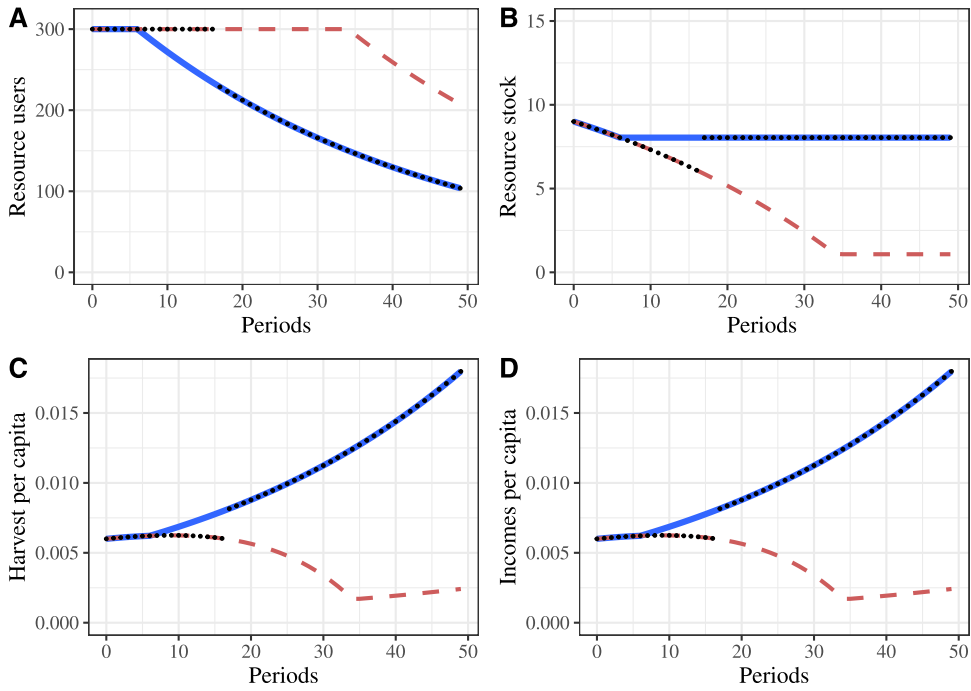 A
Resource users
300
200
100
0
0 10 20 30 40 50
Periods
B
Resource stock
15
10
5
0
0 10 20 30 40 50
Periods
C
Harvest per capita
0.015
0.010
0.005
0.000
0 10 20 30 40 50
Periods
D
Incomes per capita
0.015
0.010
0.005
0.000
0 10 20 30 40 50
Periods